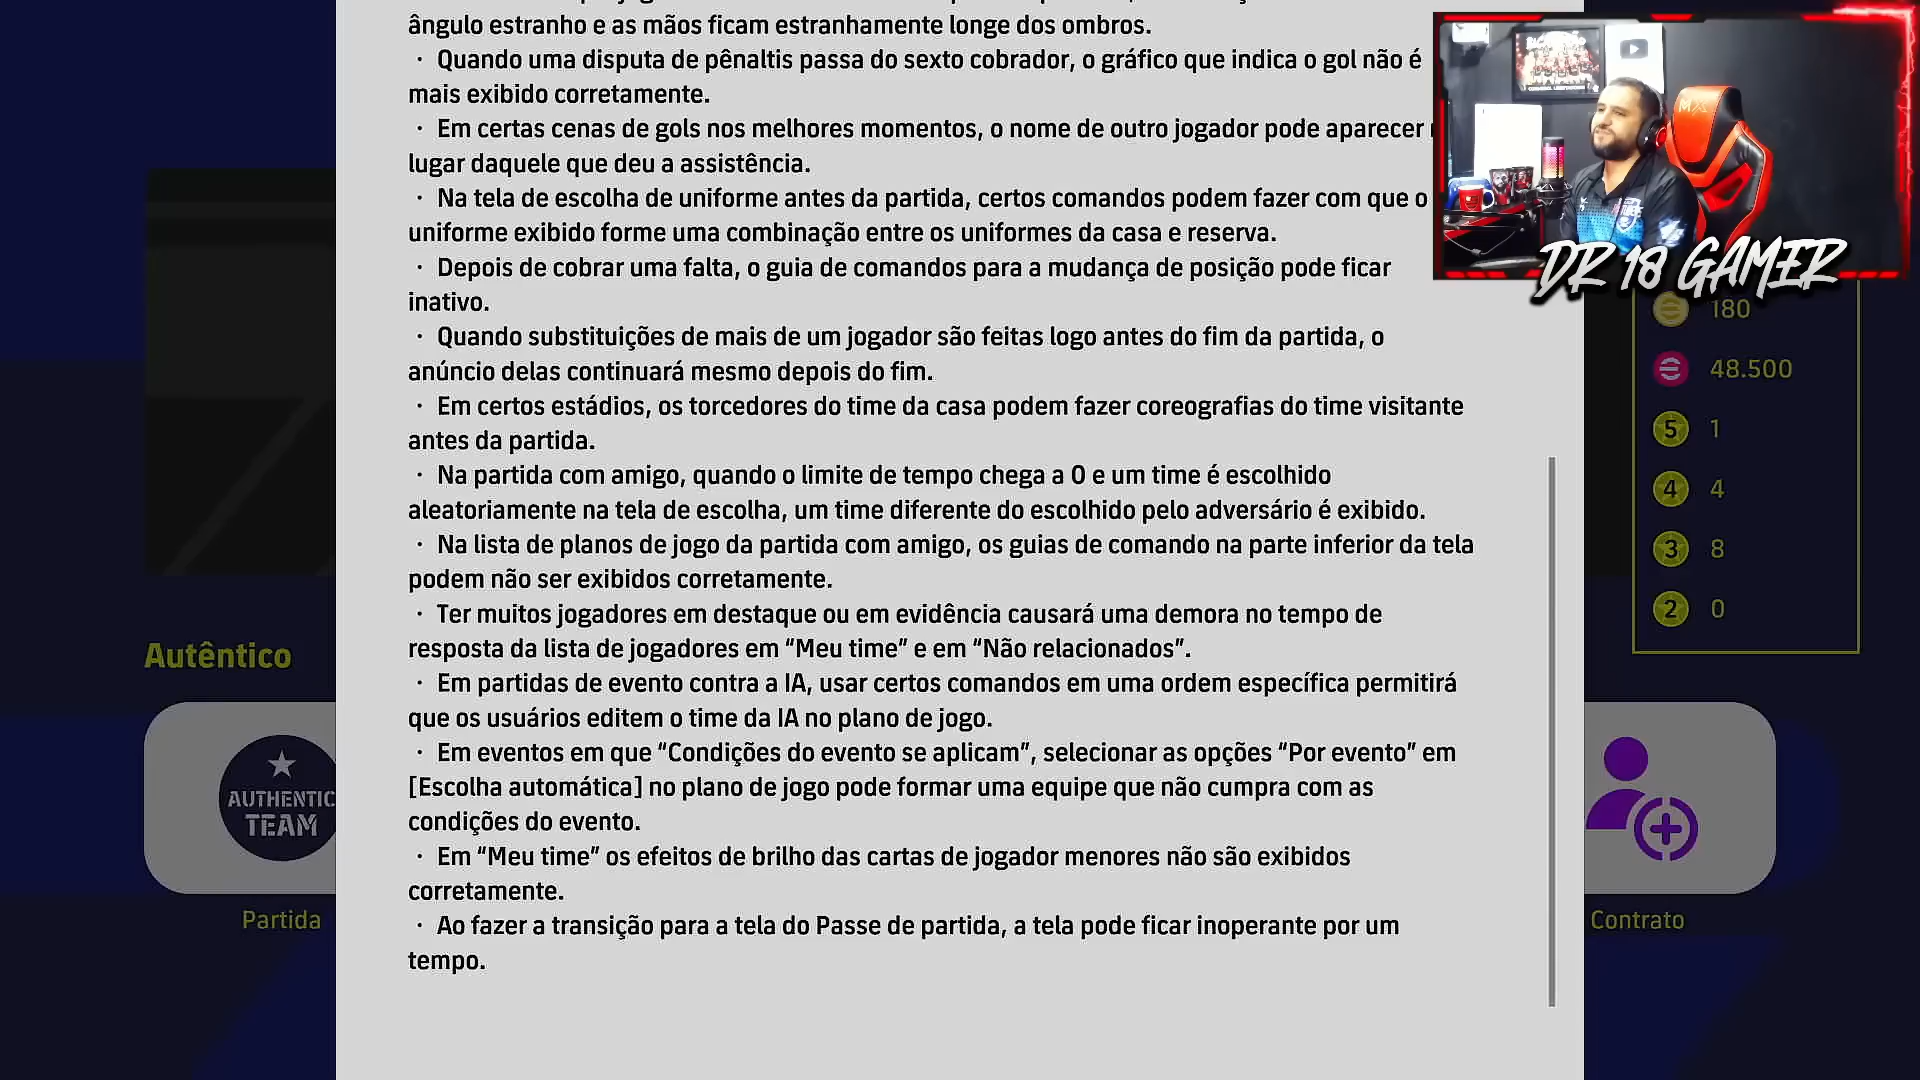 ângulo estranho e as mãos ficam estranhamente longe dos ombros.
· Quando uma disputa de pênaltis passa do sexto cobrador, o gráfico que indica o gol não é
mais exibido corretamente.
· Em certas cenas de gols nos melhores momentos, o nome de outro jogador pode aparecer
lugar daquele que deu a assistência.
· Na tela de escolha de uniforme antes da partida, certos comandos podem fazer com que o
uniforme exibido forme uma combinação entre os uniformes da casa e reserva.
· Depois de cobrar uma falta, o guia de comandos para a mudança de posição pode ficar
inativo.
· Quando substituições de mais de um jogador são feitas logo antes do fim da partida, o
anúncio delas continuará mesmo depois do fim.
· Em certos estádios, os torcedores do time da casa podem fazer coreografias do time visitante
antes da partida.
· Na partida com amigo, quando o limite de tempo chega a 0 e um time é escolhido
aleatoriamente na tela de escolha, um time diferente do escolhido pelo adversário é exibido.
· Na lista de planos de jogo da partida com amigo, os guias de comando na parte inferior da tela
podem não ser exibidos corretamente.
· Ter muitos jogadores em destaque ou em evidência causará uma demora no tempo de
resposta da lista de jogadores em “Meu time” e em “Não relacionados”.
· Em partidas de evento contra a IA, usar certos comandos em uma ordem específica permitirá
que os usuários editem o time da IA no plano de jogo.
· Em eventos em que “Condições do evento se aplicam”, selecionar as opções “Por evento” em
[Escolha automática] no plano de jogo pode formar uma equipe que não cumpra com as
condições do evento.
· Em “Meu time” os efeitos de brilho das cartas de jogador menores não são exibidos
corretamente.
· Ao fazer a transição para a tela do Passe de partida, a tela pode ficar inoperante por um
tempo.
DR 18 GAMER
180
48.500
5 1
4 4
3 8
2 0
Autêntico
AUTHENTIC
TEAM
Partida
Contrato